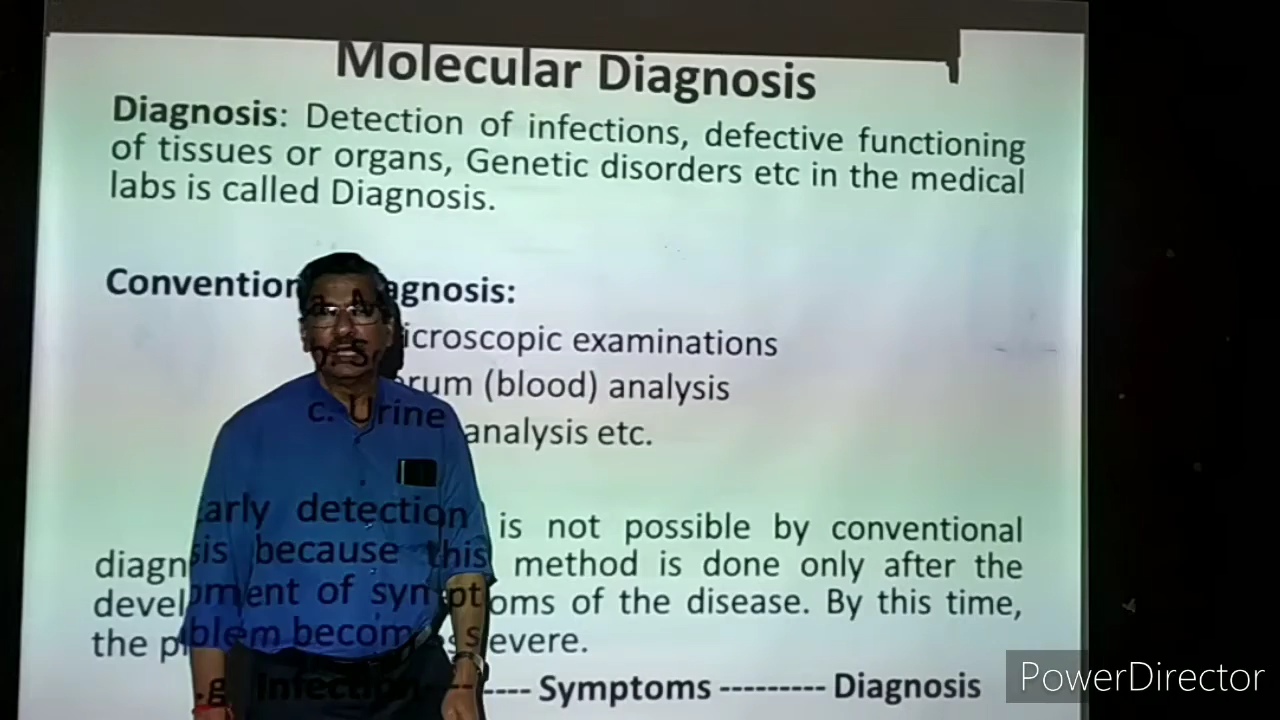 Molecular Diagnosis
Diagnosis: Detection of infections, defective functioning
of tissues or organs, Genetic disorders etc in the medical
labs is called Diagnosis.
Conventional Diagnosis:
a. Microscopic examinations
b. Serum (blood) analysis
c. Urine analysis etc.
Early detection is not possible by conventional
diagnosis because this method is done only after the
development of symptoms of the disease. By this time,
the problem becomes severe.
Infection ------ Symptoms --------- Diagnosis
PowerDirector